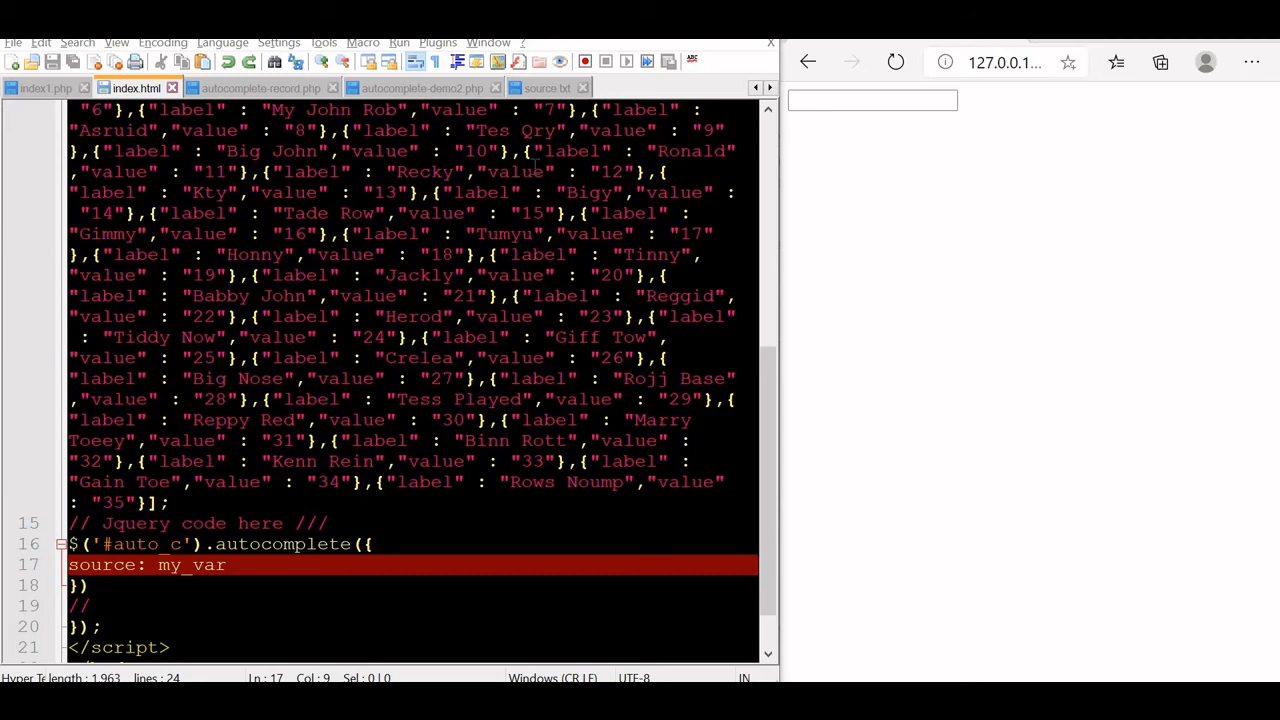 File Edit Search View Encoding Language Settings Tools Macro Run Plugins Window ? X
127.0.0.1...
index1.php index.html autocomplete-record.php autocomplete-demo2.php source.txt
"6"},{"label" : "My John Rob","value" : "7"},{"label" :
"Asruid","value" : "8"},{"label" : "Tes Qry","value" : "9"
},{"label" : "Big John","value" : "10"},{"label" : "Ronald"
,"value" : "11"},{"label" : "Recky","value" : "12"},{
"label" : "Kty","value" : "13"},{"label" : "Bigy","value" :
"14"},{"label" : "Tade Row","value" : "15"},{"label" :
"Gimmy","value" : "16"},{"label" : "Tumyu","value" : "17"
},{"label" : "Honny","value" : "18"},{"label" : "Tinny",
"value" : "19"},{"label" : "Jackly","value" : "20"},{
"label" : "Babby John","value" : "21"},{"label" : "Reggid",
"value" : "22"},{"label" : "Herod","value" : "23"},{"label"
: "Tiddy Now","value" : "24"},{"label" : "Giff Tow",
"value" : "25"},{"label" : "Crelea","value" : "26"},{
"label" : "Big Nose","value" : "27"},{"label" : "Rojj Base"
,"value" : "28"},{"label" : "Tess Played","value" : "29"},{
"label" : "Reppy Red","value" : "30"},{"label" : "Marry
Toeey","value" : "31"},{"label" : "Binn Rott","value" :
"32"},{"label" : "Kenn Rein","value" : "33"},{"label" :
"Gain Toe","value" : "34"},{"label" : "Rows Noump","value"
: "35"}];
15 // Jquery code here ///
16 $('#auto_c').autocomplete({
17 source: my_var
18 })
19 //
20 });
21 </script>
Hyper Te length : 1,963 lines : 24 Ln : 17 Col : 9 Sel : 0 | 0 Windows (CR LF) UTF-8 IN